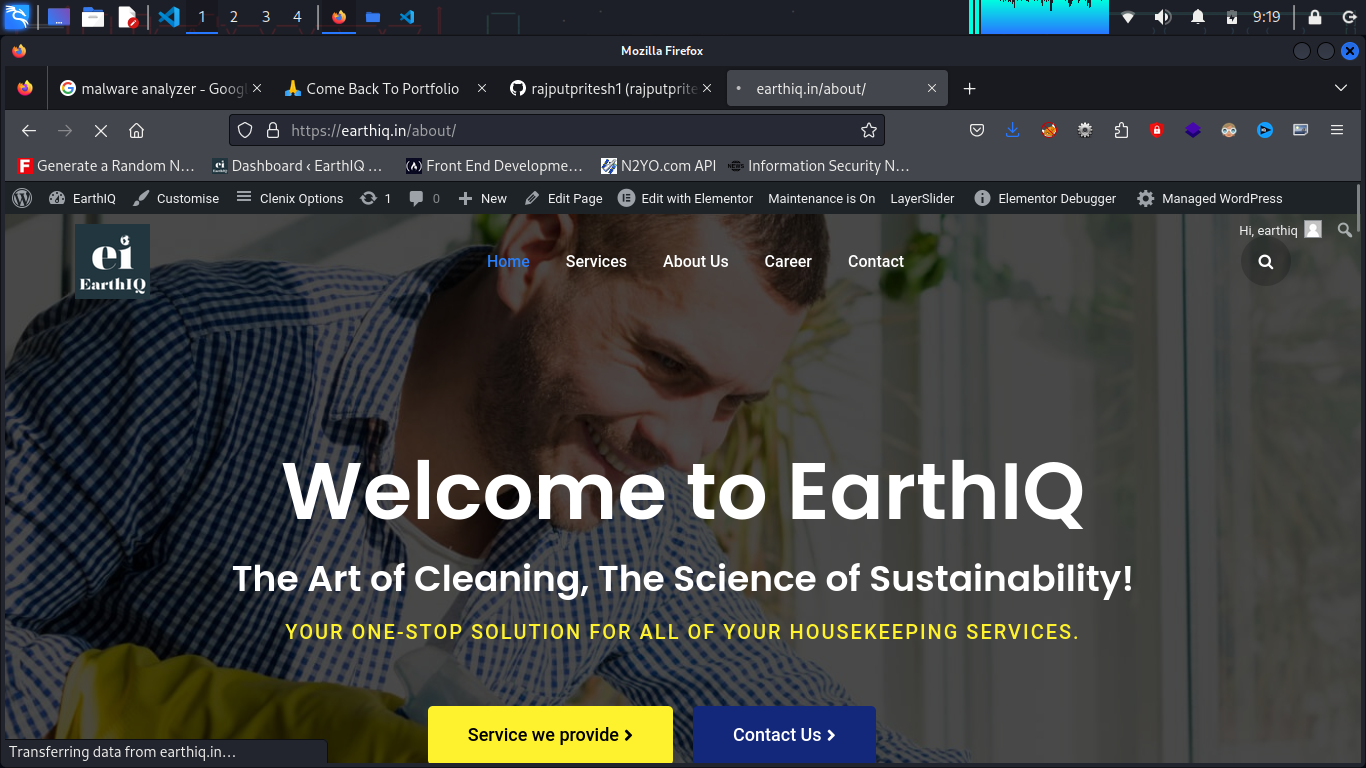 1 2 3 4 9:19
Mozilla Firefox
malware analyzer - Googl Come Back To Portfolio rajputpritesh1 (rajputprite earthiq.in/about/
https://earthiq.in/about/
Generate a Random N… Dashboard ‹ EarthIQ … Front End Developme… N2YO.com API Information Security N…
EarthIQ Customise Clenix Options 1 0 New Edit Page Edit with Elementor Maintenance is On LayerSlider Elementor Debugger Managed WordPress
Hi, earthiq
ei
EarthIQ
Home Services About Us Career Contact
Welcome to EarthIQ
The Art of Cleaning, The Science of Sustainability!
YOUR ONE-STOP SOLUTION FOR ALL OF YOUR HOUSEKEEPING SERVICES.
Service we provide Contact Us
Transferring data from earthiq.in…